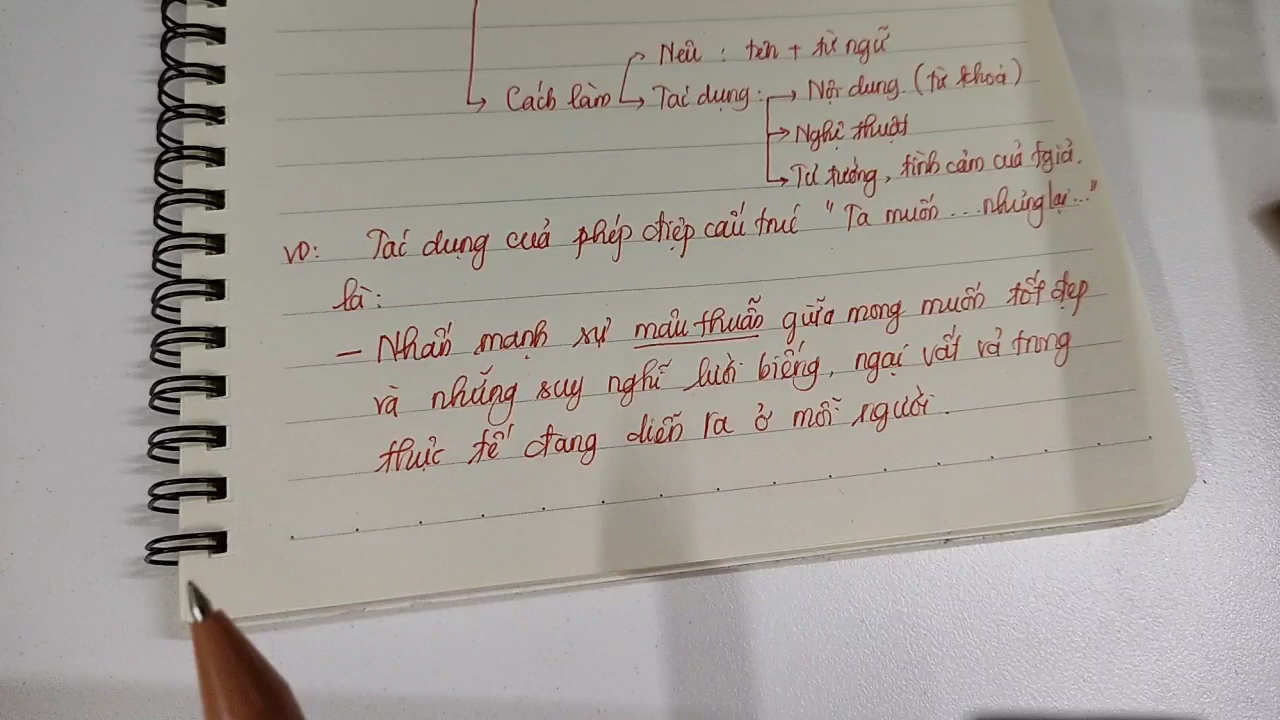 Nêu : tên + từ ngữ
Cách làm
Tác dụng : → Nội dung. (từ khoá)
→ Nghệ thuật
→ Tư tưởng, tình cảm của tgiả.
VD: Tác dụng của phép điệp cấu trúc "Ta muốn ... nhưng lại ..."
là:
- Nhấn mạnh sự mâu thuẫn giữa mong muốn tốt đẹp
và những suy nghĩ lười biếng, ngại vất vả trong
thực tế đang diễn ra ở mỗi người.